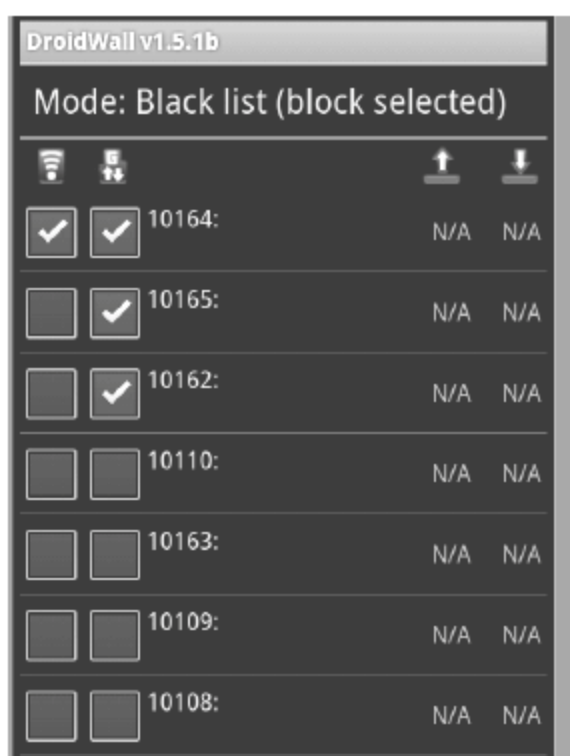 DroidWall v1.5.1b
Mode: Black list (block selected)
G
10164: N/A N/A
10165: N/A N/A
10162: N/A N/A
10110: N/A N/A
10163: N/A N/A
10109: N/A N/A
10108: N/A N/A